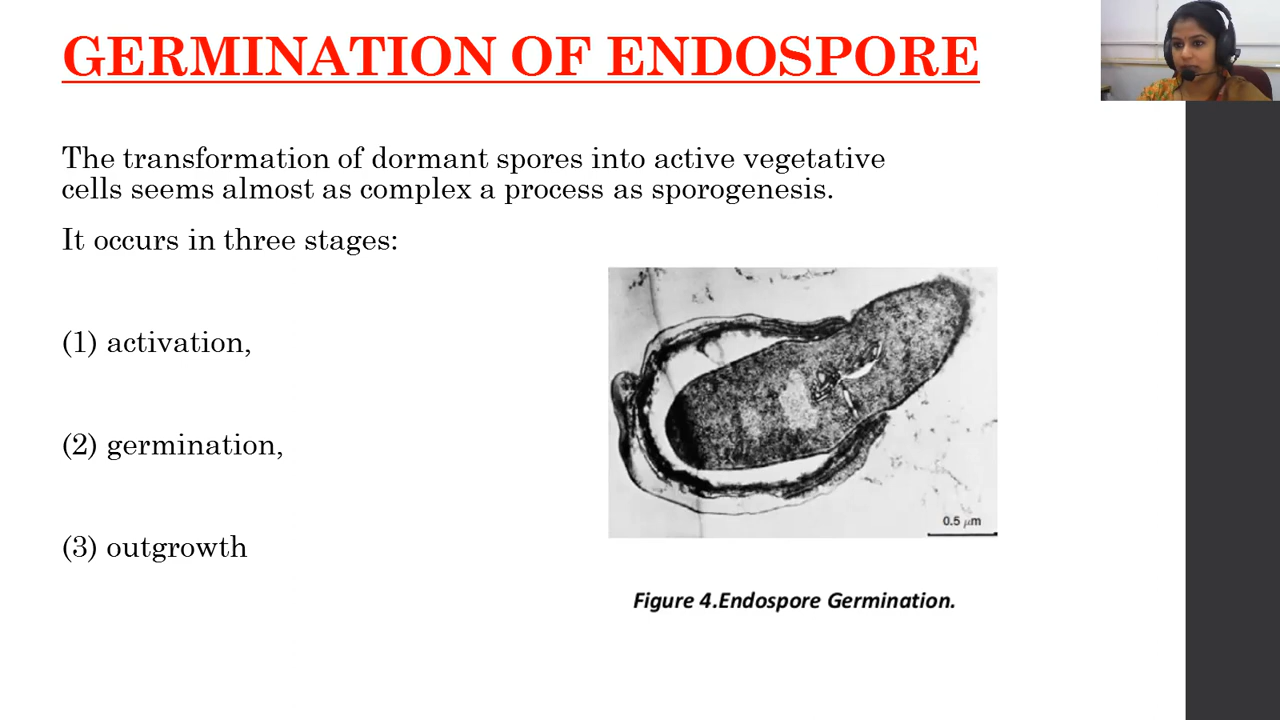 GERMINATION OF ENDOSPORE
The transformation of dormant spores into active vegetative
cells seems almost as complex a process as sporogenesis.
It occurs in three stages:
(1) activation,
(2) germination,
(3) outgrowth
0.5 μm
Figure 4.Endospore Germination.